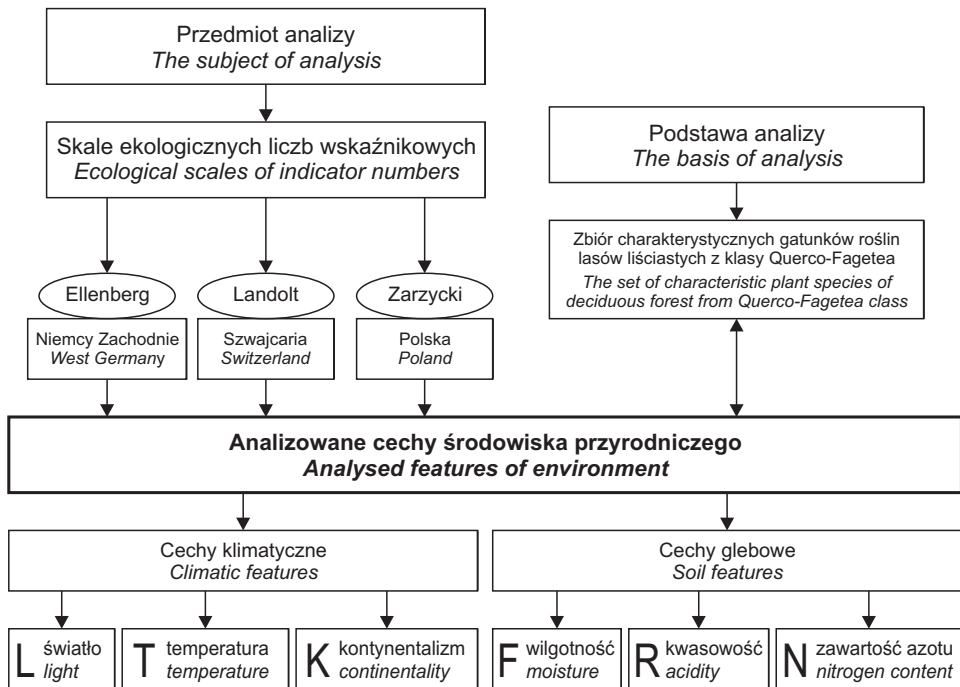 Przedmiot analizy
The subject of analysis
Skale ekologicznych liczb wskaźnikowych
Ecological scales of indicator numbers
Ellenberg
Niemcy Zachodnie
West Germany
Landolt
Szwajcaria
Switzerland
Zarzycki
Polska
Poland
Podstawa analizy
The basis of analysis
Zbiór charakterystycznych gatunków roślin
lasów liściastych z klasy Querco-Fagetea
The set of characteristic plant species of
deciduous forest from Querco-Fagetea class
Analizowane cechy środowiska przyrodniczego
Analysed features of environment
Cechy klimatyczne
Climatic features
L światło
light
T temperatura
temperature
K kontynentalizm
continentality
Cechy glebowe
Soil features
F wilgotność
moisture
R kwasowość
acidity
N zawartość azotu
nitrogen content